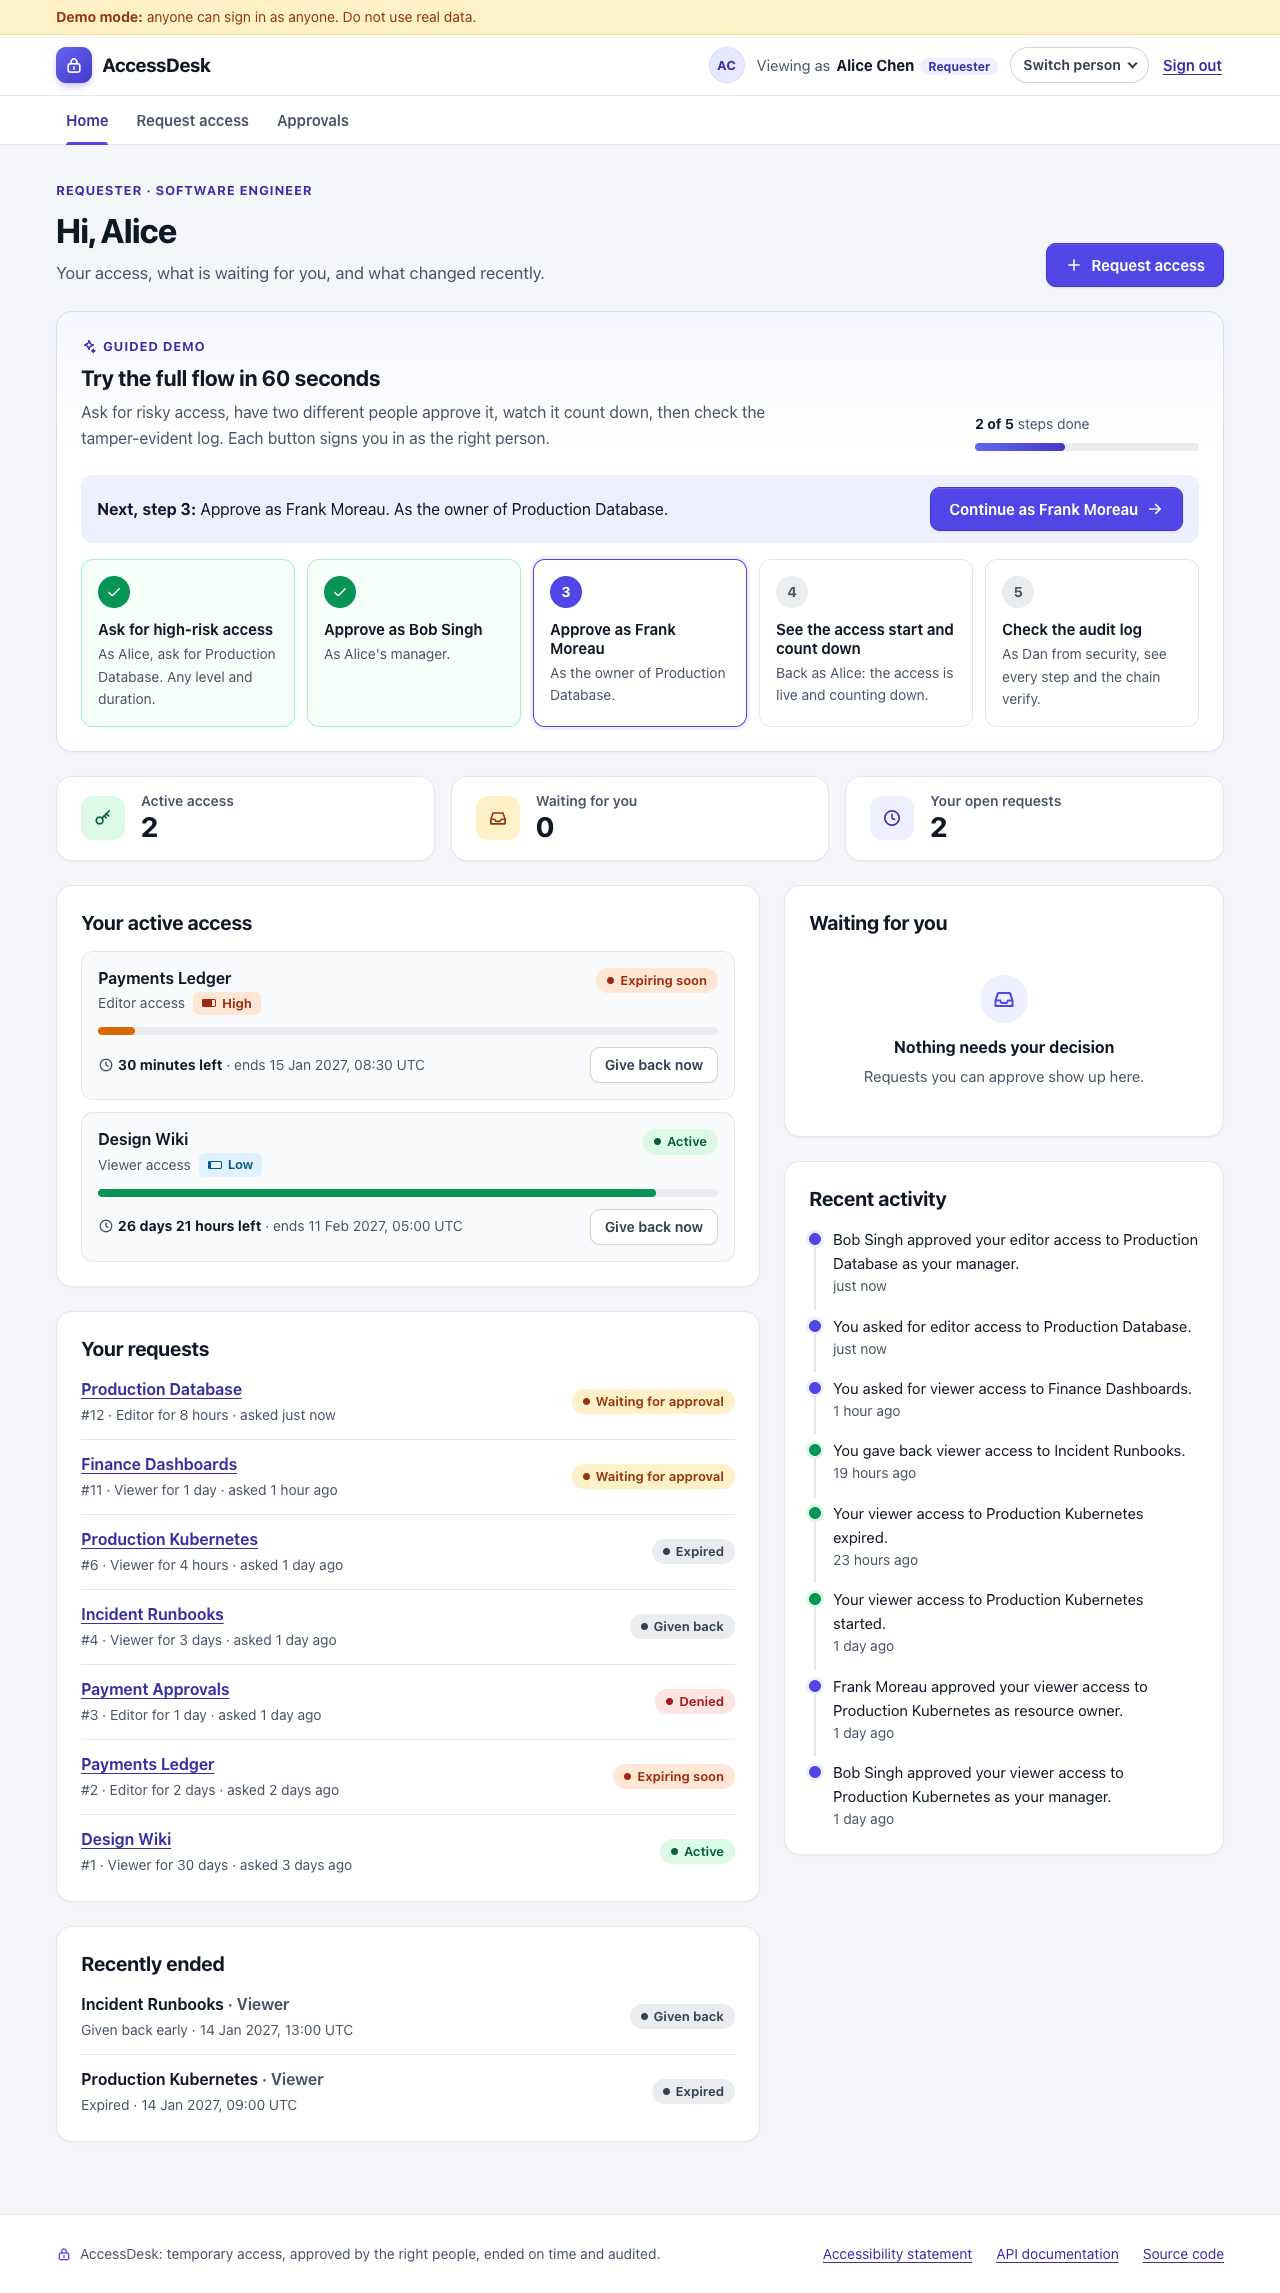 Demo mode: anyone can sign in as anyone. Do not use real data.
AccessDesk
AC
Viewing as Alice Chen Requester
Switch person
Sign out
Home
Request access
Approvals
REQUESTER · SOFTWARE ENGINEER
Hi, Alice
Your access, what is waiting for you, and what changed recently.
Request access
GUIDED DEMO
Try the full flow in 60 seconds
Ask for risky access, have two different people approve it, watch it count down, then check the
tamper-evident log. Each button signs you in as the right person.
2 of 5 steps done
Next, step 3: Approve as Frank Moreau. As the owner of Production Database.
Continue as Frank Moreau
Ask for high-risk access
As Alice, ask for Production
Database. Any level and
duration.
Approve as Bob Singh
As Alice's manager.
3
Approve as Frank
Moreau
As the owner of Production
Database.
4
See the access start and
count down
Back as Alice: the access is
live and counting down.
5
Check the audit log
As Dan from security, see
every step and the chain
verify.
Active access
2
Waiting for you
0
Your open requests
2
Your active access
Payments Ledger
Expiring soon
Editor access High
30 minutes left · ends 15 Jan 2027, 08:30 UTC
Give back now
Design Wiki
Active
Viewer access Low
26 days 21 hours left · ends 11 Feb 2027, 05:00 UTC
Give back now
Your requests
Production Database
#12 · Editor for 8 hours · asked just now
Waiting for approval
Finance Dashboards
#11 · Viewer for 1 day · asked 1 hour ago
Waiting for approval
Production Kubernetes
#6 · Viewer for 4 hours · asked 1 day ago
Expired
Incident Runbooks
#4 · Viewer for 3 days · asked 1 day ago
Given back
Payment Approvals
#3 · Editor for 1 day · asked 1 day ago
Denied
Payments Ledger
#2 · Editor for 2 days · asked 2 days ago
Expiring soon
Design Wiki
#1 · Viewer for 30 days · asked 3 days ago
Active
Recently ended
Incident Runbooks · Viewer
Given back early · 14 Jan 2027, 13:00 UTC
Given back
Production Kubernetes · Viewer
Expired · 14 Jan 2027, 09:00 UTC
Expired
Waiting for you
Nothing needs your decision
Requests you can approve show up here.
Recent activity
Bob Singh approved your editor access to Production
Database as your manager.
just now
You asked for editor access to Production Database.
just now
You asked for viewer access to Finance Dashboards.
1 hour ago
You gave back viewer access to Incident Runbooks.
19 hours ago
Your viewer access to Production Kubernetes
expired.
23 hours ago
Your viewer access to Production Kubernetes
started.
1 day ago
Frank Moreau approved your viewer access to
Production Kubernetes as resource owner.
1 day ago
Bob Singh approved your viewer access to
Production Kubernetes as your manager.
1 day ago
AccessDesk: temporary access, approved by the right people, ended on time and audited.
Accessibility statement
API documentation
Source code